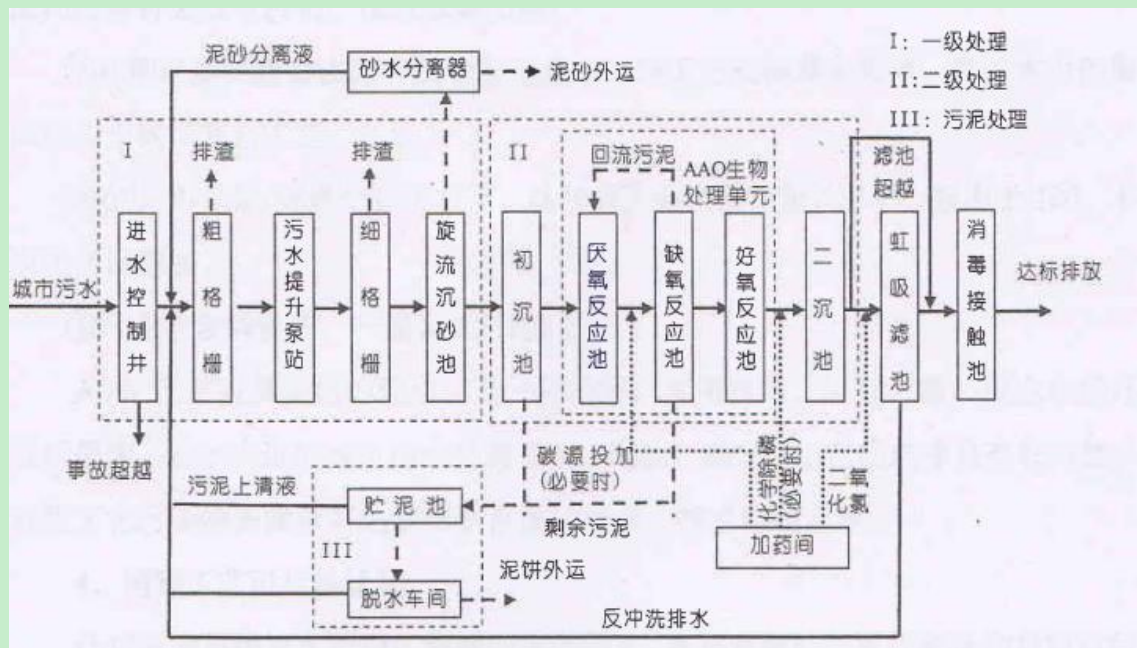 泥砂分离液
砂水分离器
泥砂外运
I：一级处理
II：二级处理
III：污泥处理
I
排渣
排渣
II
回流污泥
AAO生物
处理单元
滤池
超越
城市污水
进水控制井
粗格栅
污水提升泵站
细格栅
旋流沉砂池
初沉池
厌氧反应池
缺氧反应池
好氧反应池
二沉池
虹吸滤池
消毒接触池
达标排放
事故超越
污泥上清液
贮泥池
碳源投加
(必要时)
剩余污泥
化学除磷
(必要时)
二氧
化氯
加药间
III
脱水车间
泥饼外运
反冲洗排水